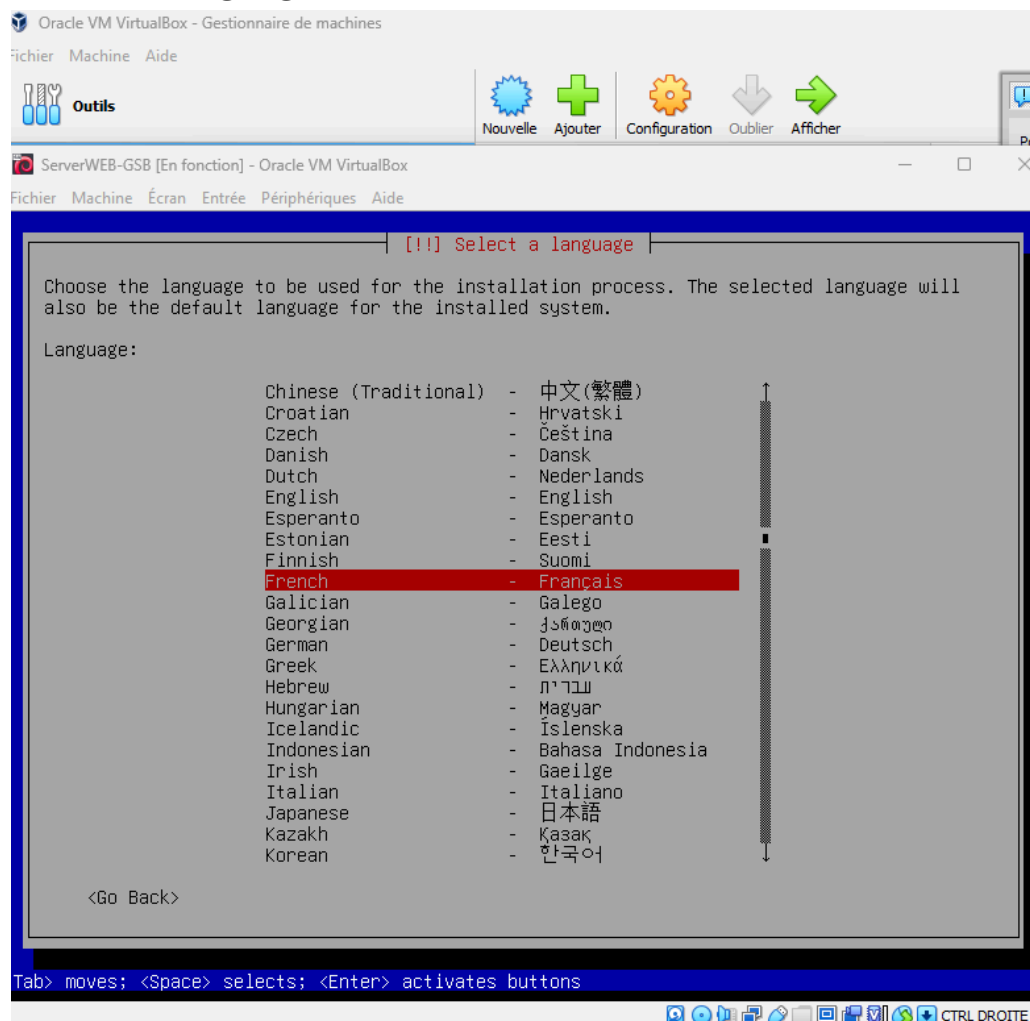 Oracle VM VirtualBox - Gestionnaire de machines
Fichier Machine Aide
Outils
Nouvelle Ajouter Configuration Oublier Afficher
ServerWEB-GSB [En fonction] - Oracle VM VirtualBox
Fichier Machine Écran Entrée Périphériques Aide
[!!] Select a language
Choose the language to be used for the installation process. The selected language will
also be the default language for the installed system.
Language:
Chinese (Traditional) - 中文(繁體)
Croatian - Hrvatski
Czech - Čeština
Danish - Dansk
Dutch - Nederlands
English - English
Esperanto - Esperanto
Estonian - Eesti
Finnish - Suomi
French - Français
Galician - Galego
Georgian - ქართული
German - Deutsch
Greek - Ελληνικά
Hebrew - עברית
Hungarian - Magyar
Icelandic - Íslenska
Indonesian - Bahasa Indonesia
Irish - Gaeilge
Italian - Italiano
Japanese - 日本語
Kazakh - Қазақ
Korean - 한국어
<Go Back>
Tab> moves; <Space> selects; <Enter> activates buttons
CTRL DROITE